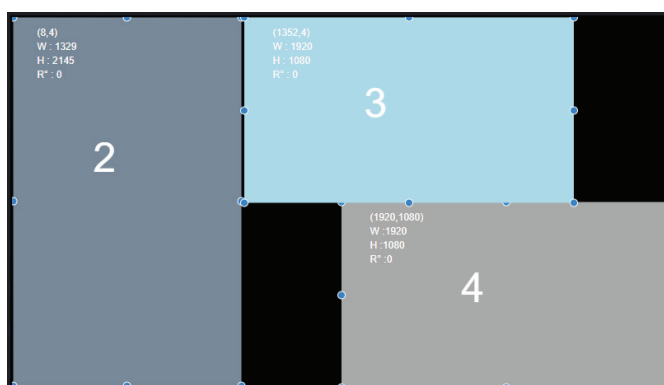 (8,4)
W : 1329
H : 2145
R° : 0
2
(1352,4)
W : 1920
H : 1080
R° : 0
3
(1920,1080)
W :1920
H :1080
R° :0
4